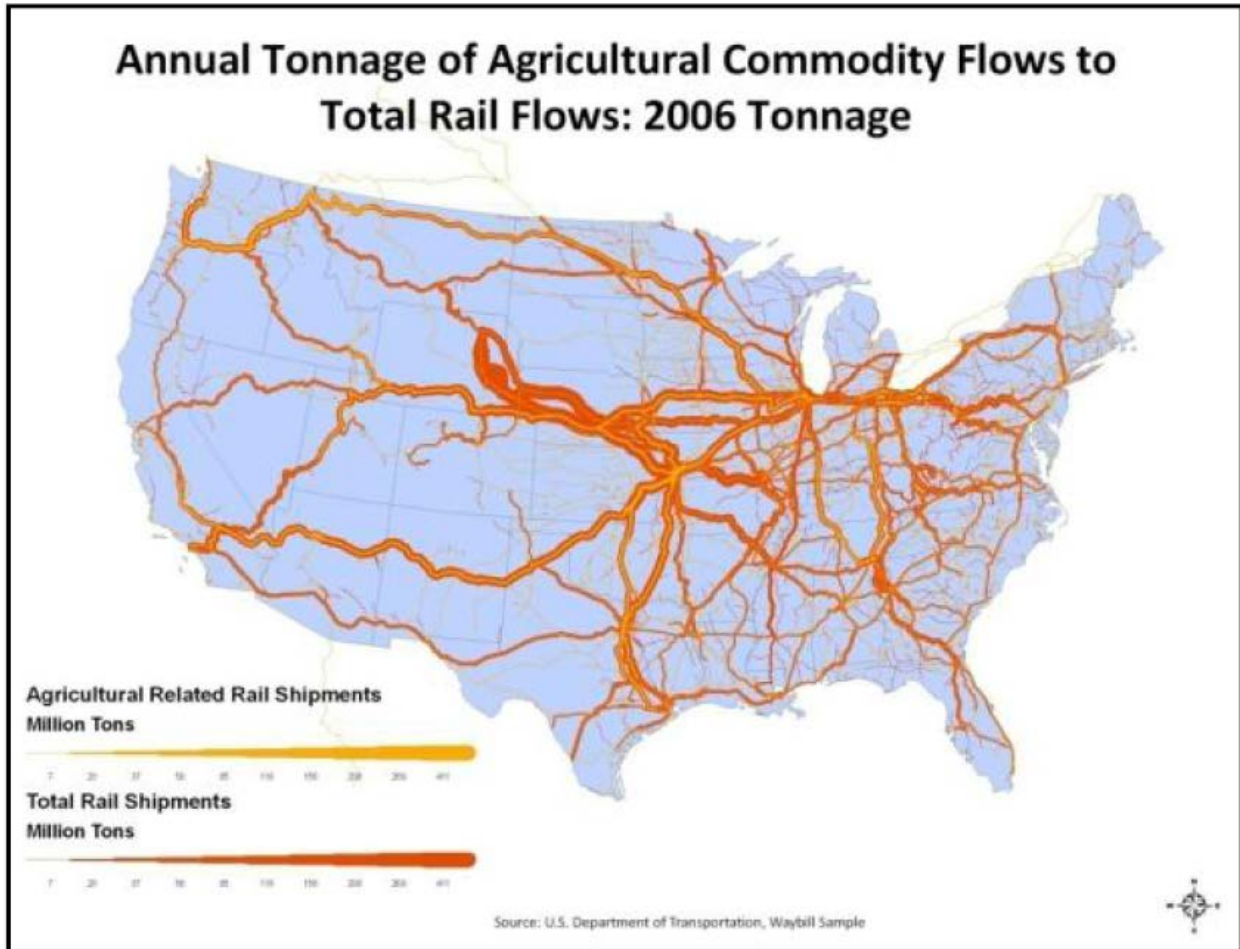 Annual Tonnage of Agricultural Commodity Flows to
Total Rail Flows: 2006 Tonnage
Agricultural Related Rail Shipments
Million Tons
Total Rail Shipments
Million Tons
Source: U.S. Department of Transportation, Waybill Sample